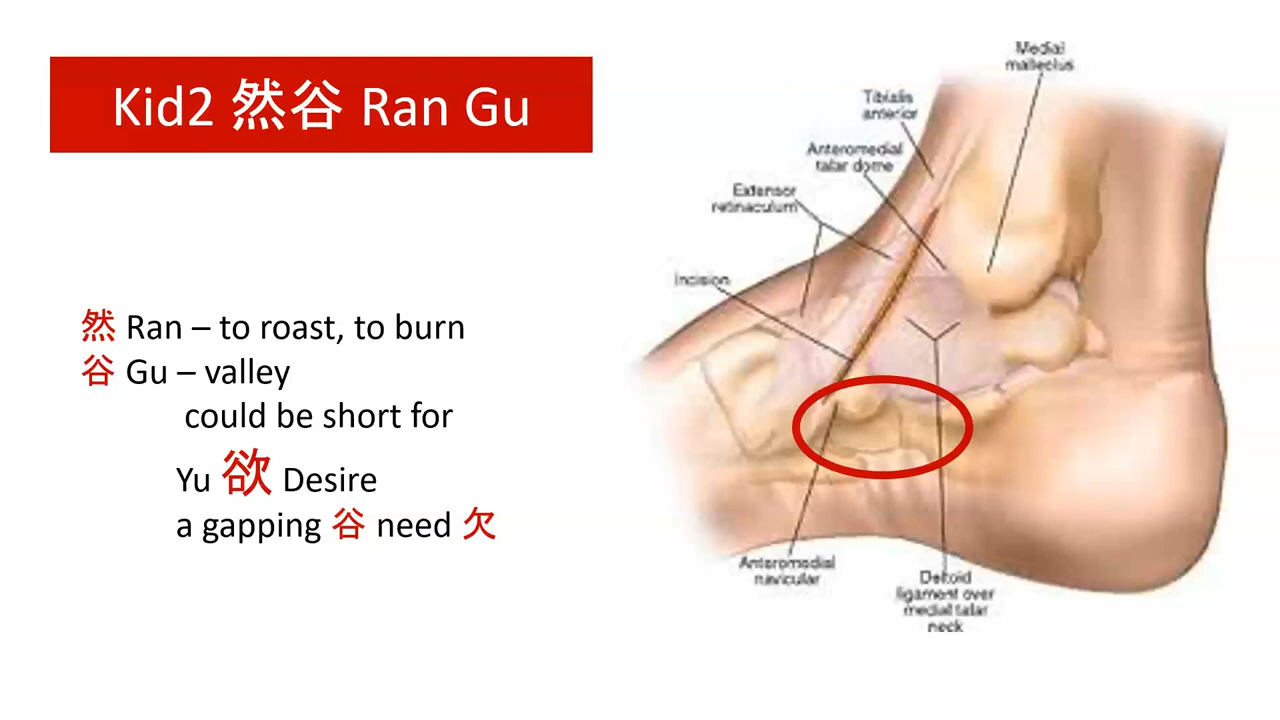 Kid2 然谷 Ran Gu
然 Ran – to roast, to burn
谷 Gu – valley
could be short for
Yu 欲 Desire
a gapping 谷 need 欠
Medial
malleolus
Tibialis
anterior
Anteromedial
talar dome
Extensor
retinaculum
Incision
Anteromedial
navicular
Deltoid
ligament over
medial talar
neck